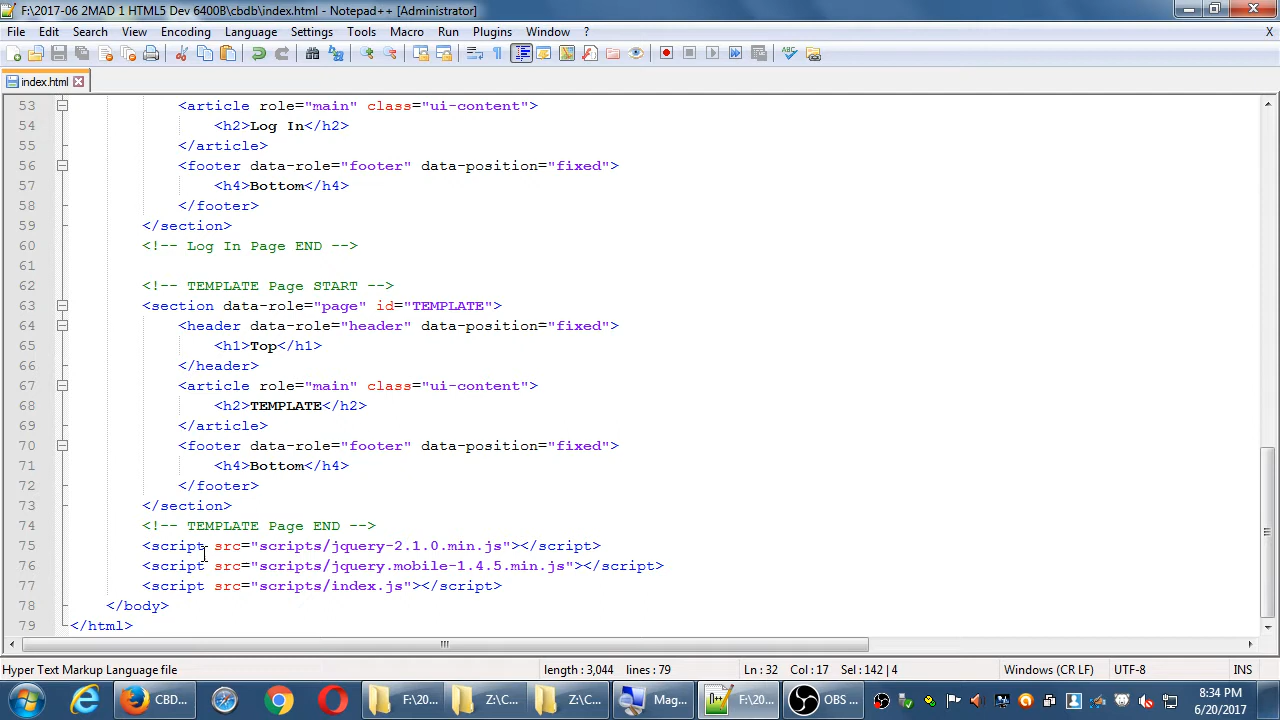 F:\2017-06 2MAD 1 HTML5 Dev 6400B\cbdb\index.html - Notepad++ [Administrator]
File Edit Search View Encoding Language Settings Tools Macro Run Plugins Window ? X
index.html
53 <article role="main" class="ui-content">
54 <h2>Log In</h2>
55 </article>
56 <footer data-role="footer" data-position="fixed">
57 <h4>Bottom</h4>
58 </footer>
59 </section>
60 <!-- Log In Page END -->
61
62 <!-- TEMPLATE Page START -->
63 <section data-role="page" id="TEMPLATE">
64 <header data-role="header" data-position="fixed">
65 <h1>Top</h1>
66 </header>
67 <article role="main" class="ui-content">
68 <h2>TEMPLATE</h2>
69 </article>
70 <footer data-role="footer" data-position="fixed">
71 <h4>Bottom</h4>
72 </footer>
73 </section>
74 <!-- TEMPLATE Page END -->
75 <script src="scripts/jquery-2.1.0.min.js"></script>
76 <script src="scripts/jquery.mobile-1.4.5.min.js"></script>
77 <script src="scripts/index.js"></script>
78 </body>
79 </html>
Hyper Text Markup Language file length : 3,044 lines : 79 Ln : 32 Col : 17 Sel : 142 | 4 Windows (CR LF) UTF-8 INS
CBD... F:\20... Z:\C... Z:\C... Mag... F:\20... OBS ... 8:34 PM
6/20/2017